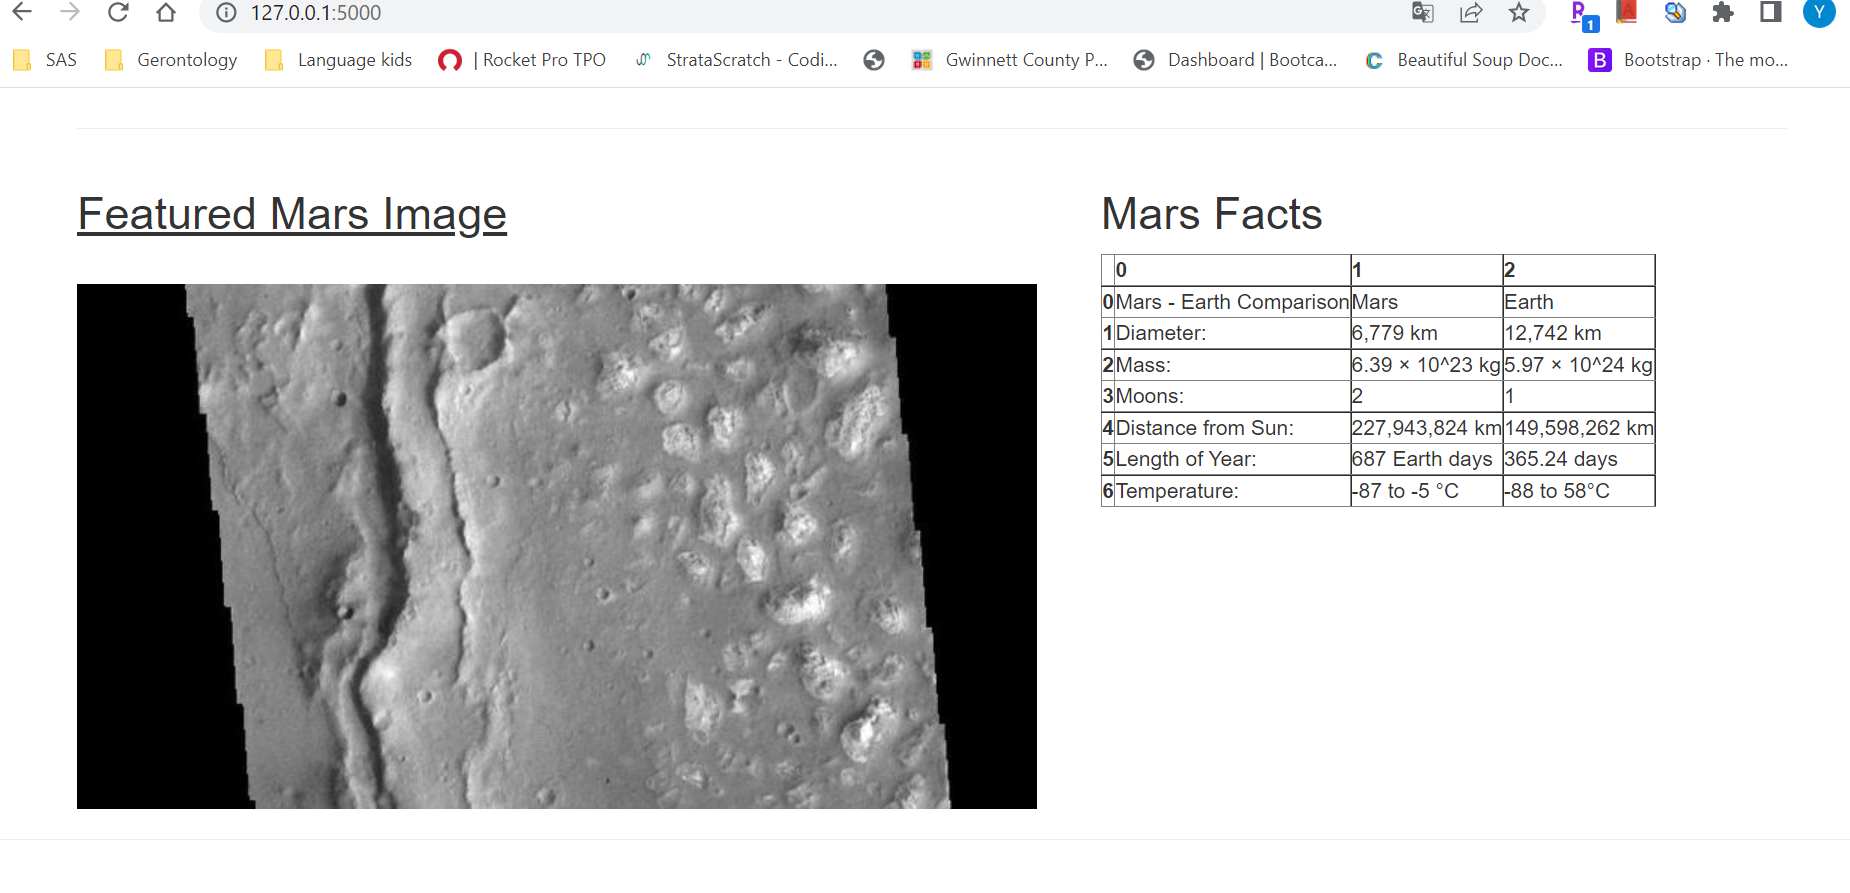 127.0.0.1:5000
1
Y
SAS Gerontology Language kids | Rocket Pro TPO StrataScratch - Codi... Gwinnett County P... Dashboard | Bootca... Beautiful Soup Doc... B Bootstrap · The mo...
Featured Mars Image
Mars Facts
0 1 2
0 Mars - Earth Comparison Mars Earth
1 Diameter: 6,779 km 12,742 km
2 Mass: 6.39 × 10^23 kg 5.97 × 10^24 kg
3 Moons: 2 1
4 Distance from Sun: 227,943,824 km 149,598,262 km
5 Length of Year: 687 Earth days 365.24 days
6 Temperature: -87 to -5 °C -88 to 58°C